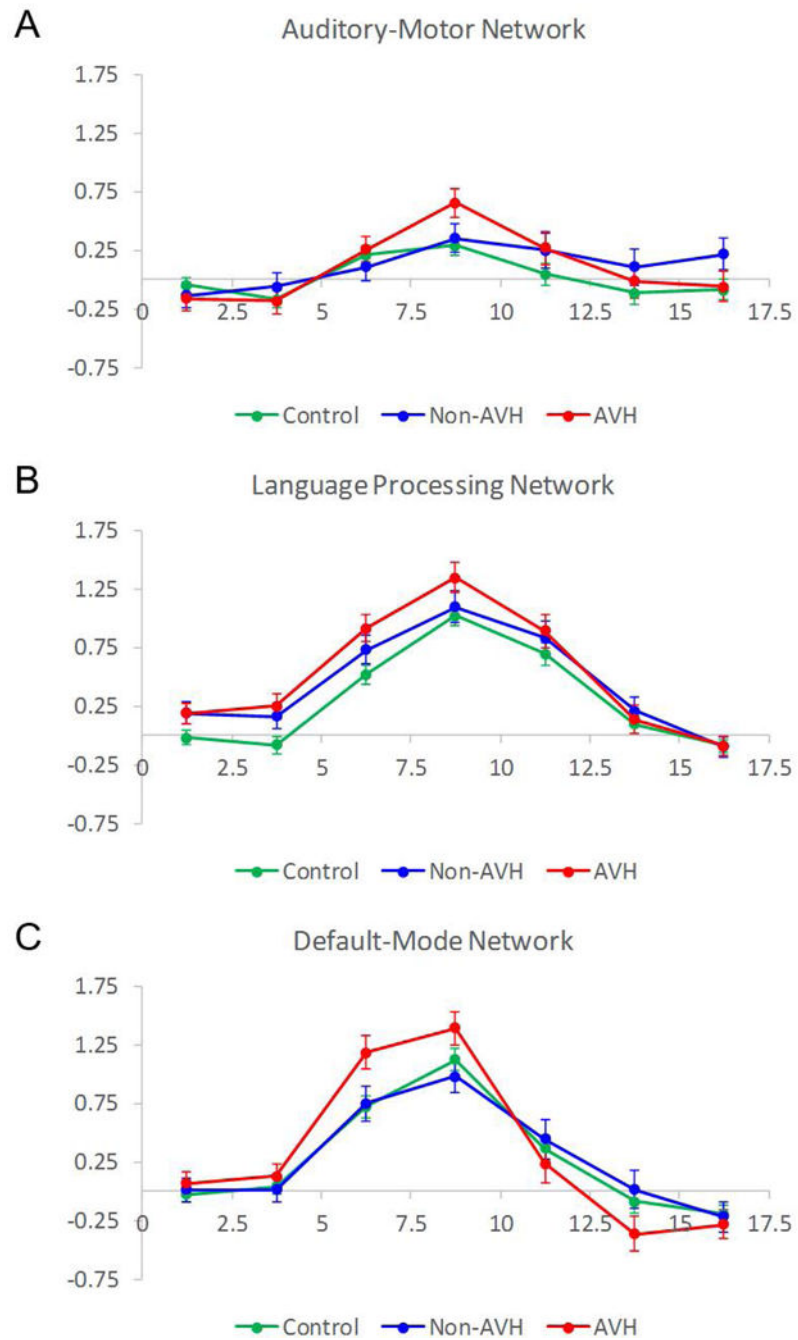 A
Auditory-Motor Network
1.75
1.25
0.75
0.25
-0.25
-0.75
0 2.5 5 7.5 10 12.5 15 17.5
Control Non-AVH AVH
B
Language Processing Network
1.75
1.25
0.75
0.25
-0.25
-0.75
0 2.5 5 7.5 10 12.5 15 17.5
Control Non-AVH AVH
C
Default-Mode Network
1.75
1.25
0.75
0.25
-0.25
-0.75
0 2.5 5 7.5 10 12.5 15 17.5
Control Non-AVH AVH